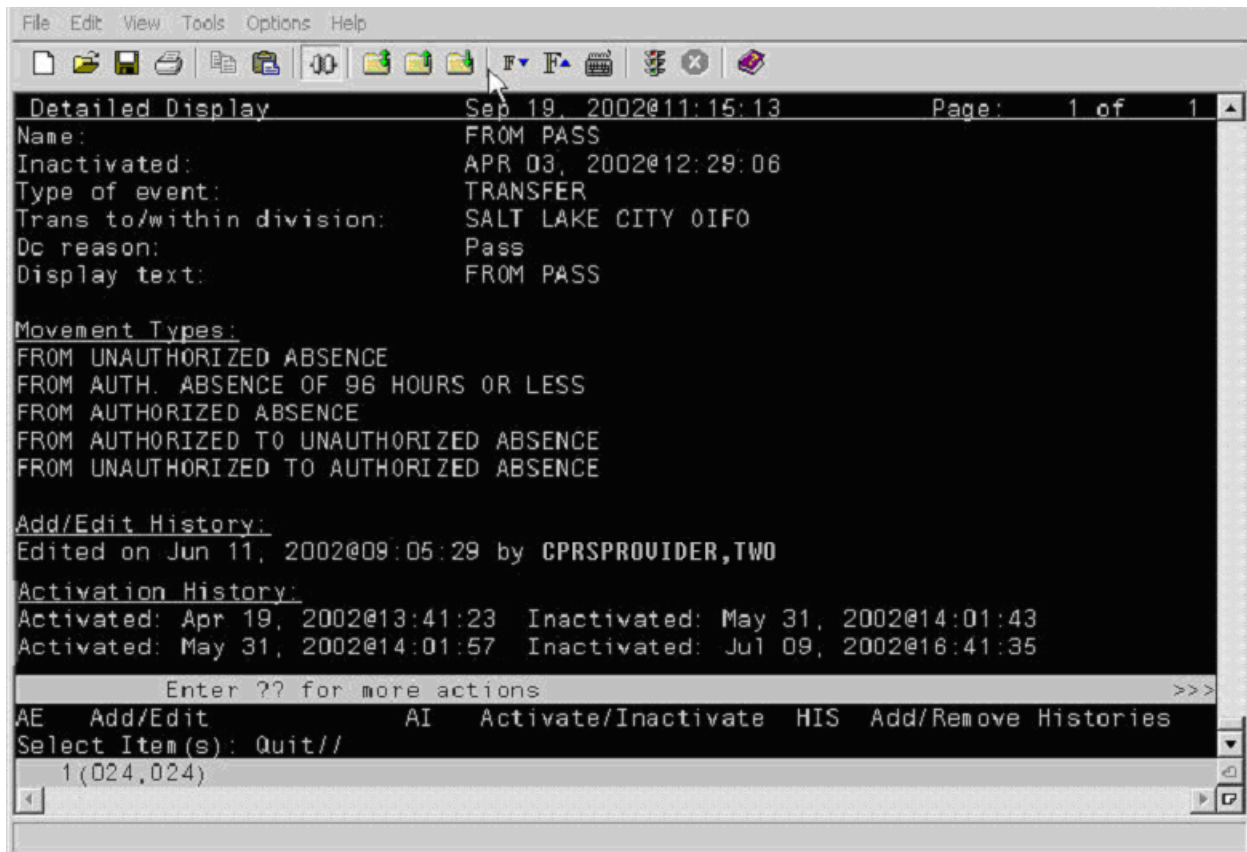 File Edit View Tools Options Help
Detailed Display Sep 19, 2002@11:15:13 Page: 1 of 1
Name: FROM PASS
Inactivated: APR 03, 2002@12:29:06
Type of event: TRANSFER
Trans to/within division: SALT LAKE CITY OIFO
Dc reason: Pass
Display text: FROM PASS
Movement Types:
FROM UNAUTHORIZED ABSENCE
FROM AUTH. ABSENCE OF 96 HOURS OR LESS
FROM AUTHORIZED ABSENCE
FROM AUTHORIZED TO UNAUTHORIZED ABSENCE
FROM UNAUTHORIZED TO AUTHORIZED ABSENCE
Add/Edit History:
Edited on Jun 11, 2002@09:05:29 by CPRSPROVIDER,TWO
Activation History:
Activated: Apr 19, 2002@13:41:23 Inactivated: May 31, 2002@14:01:43
Activated: May 31, 2002@14:01:57 Inactivated: Jul 09, 2002@16:41:35
Enter ?? for more actions >>>
AE Add/Edit AI Activate/Inactivate HIS Add/Remove Histories
Select Item(s): Quit//
1(024,024)